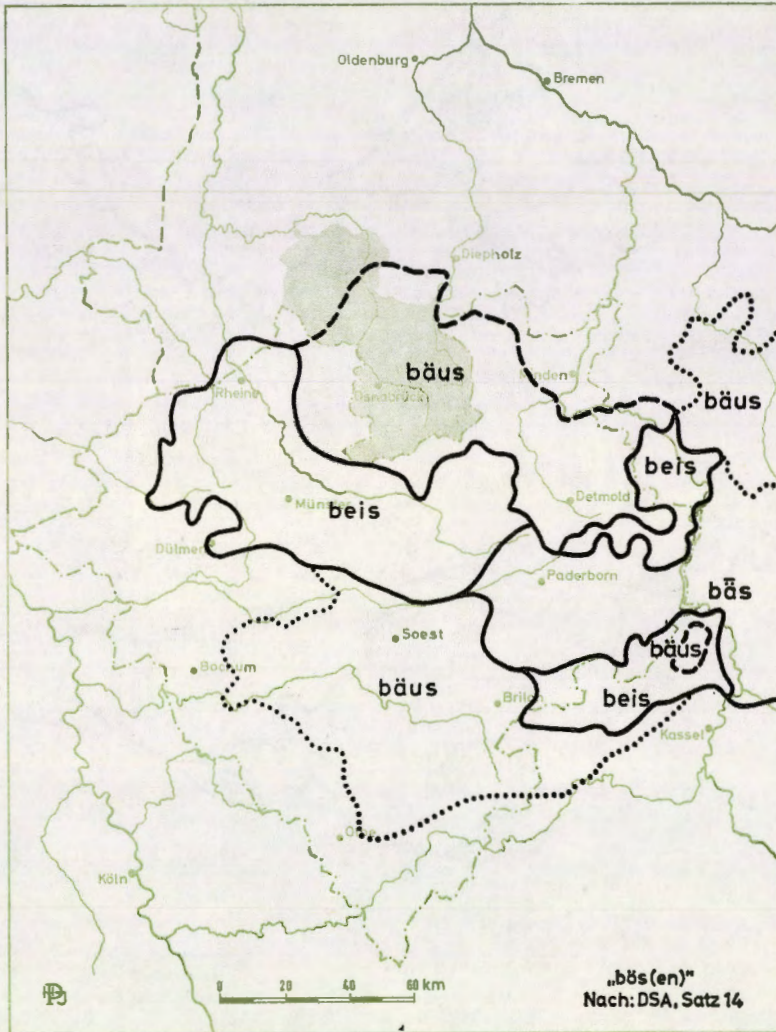 Oldenburg
Bremen
Diepholz
bäus
Minden
bäus
Rheine
Osnabrück
beis
Münster
beis
Detmold
Dülmen
Paderborn
bäs
Soest
bäus
Bochum
bäus
beis
Brilon
Kassel
Olpe
Köln
0 20 40 60 km
„bös(en)"
Nach: DSA, Satz 14